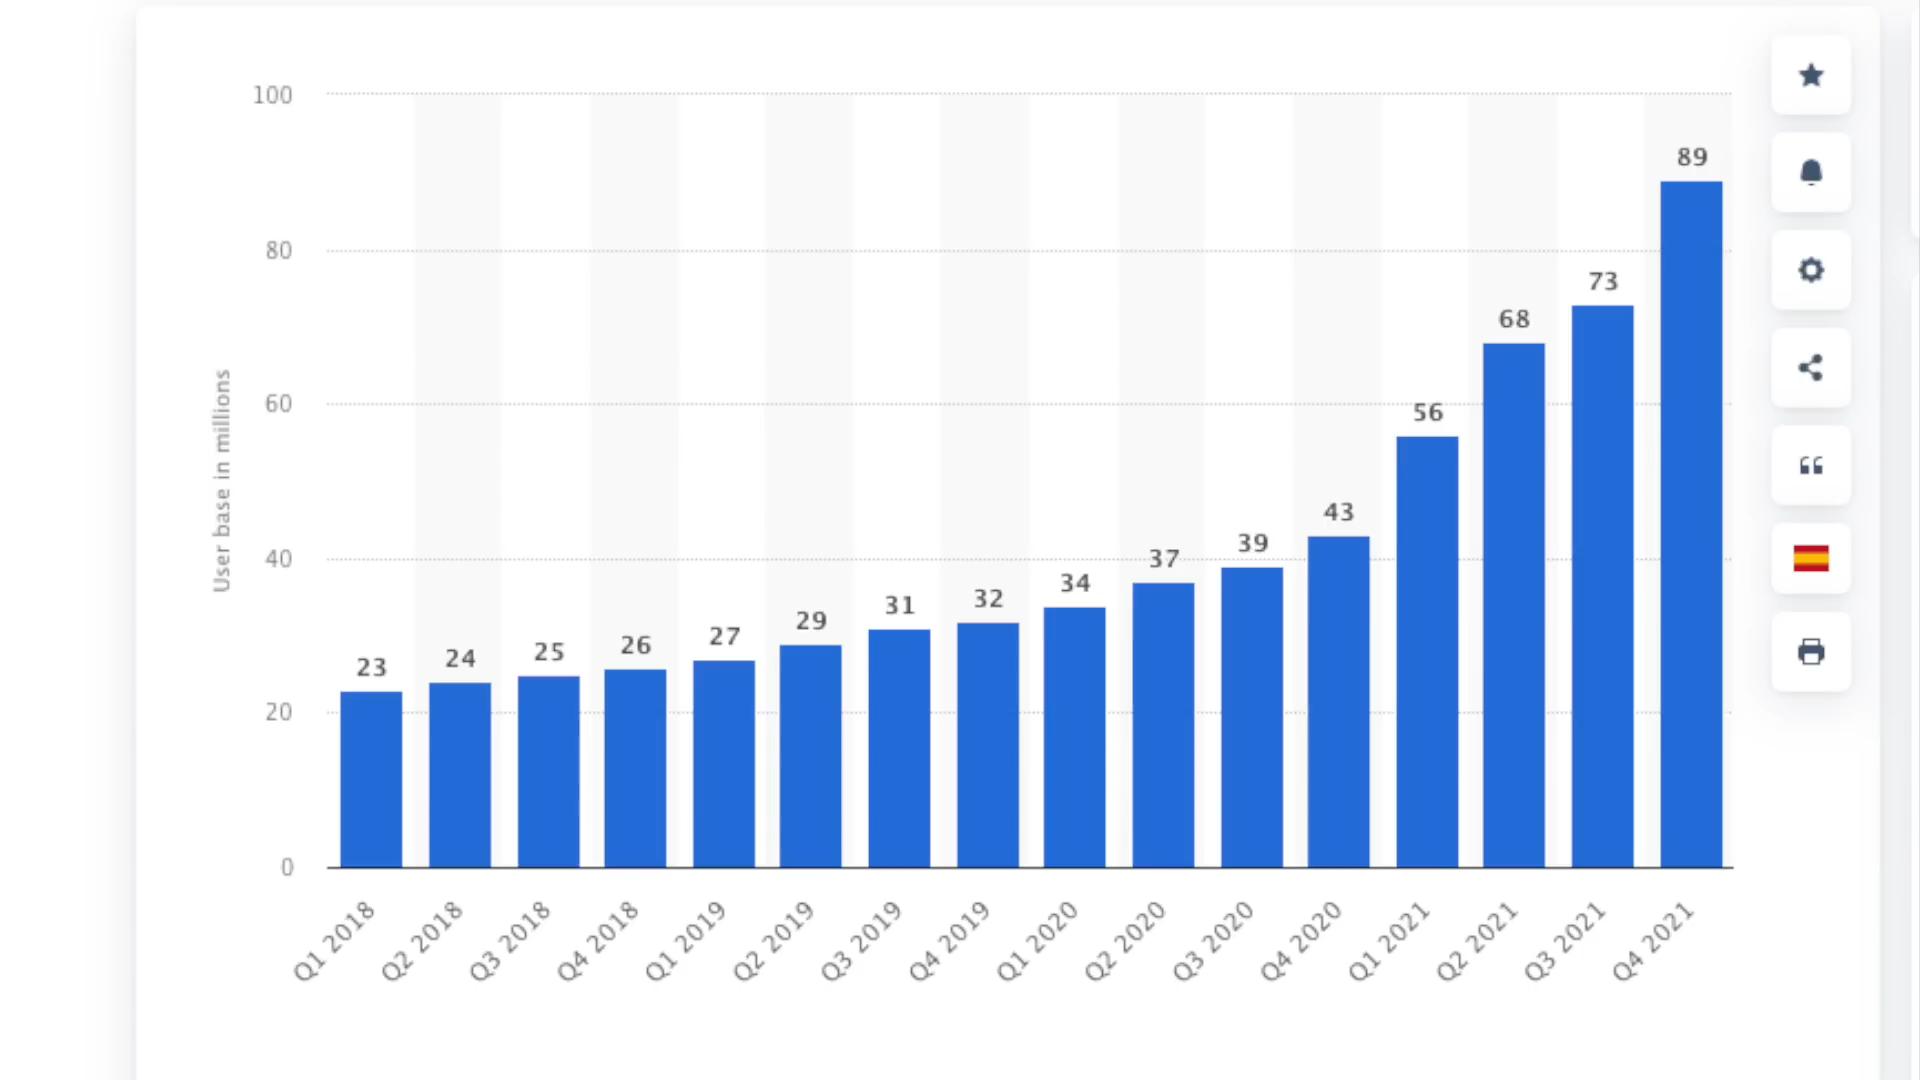 User base in millions
100
80
60
40
20
0
23
24
25
26
27
29
31
32
34
37
39
43
56
68
73
89
Q1 2018
Q2 2018
Q3 2018
Q4 2018
Q1 2019
Q2 2019
Q3 2019
Q4 2019
Q1 2020
Q2 2020
Q3 2020
Q4 2020
Q1 2021
Q2 2021
Q3 2021
Q4 2021